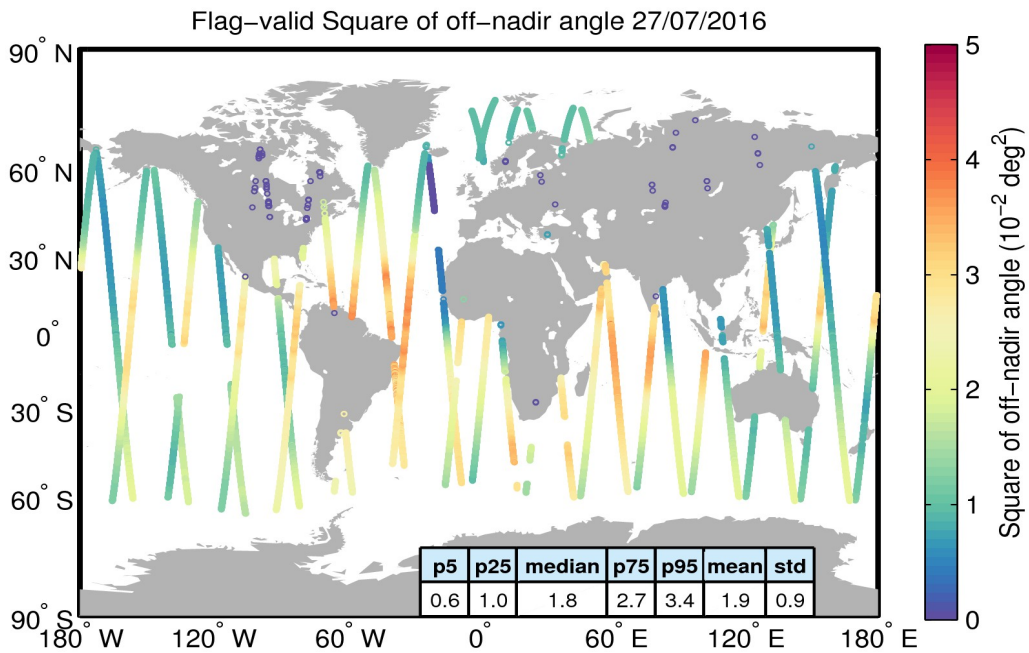 Flag−valid Square of off−nadir angle 27/07/2016
90° N
60° N
30° N
0°
30° S
60° S
90° S
180° W
120° W
60° W
0°
60° E
120° E
180° E
p5 p25 median p75 p95 mean std
0.6 1.0 1.8 2.7 3.4 1.9 0.9
5
4
3
2
1
0
Square of off−nadir angle (10⁻² deg²)